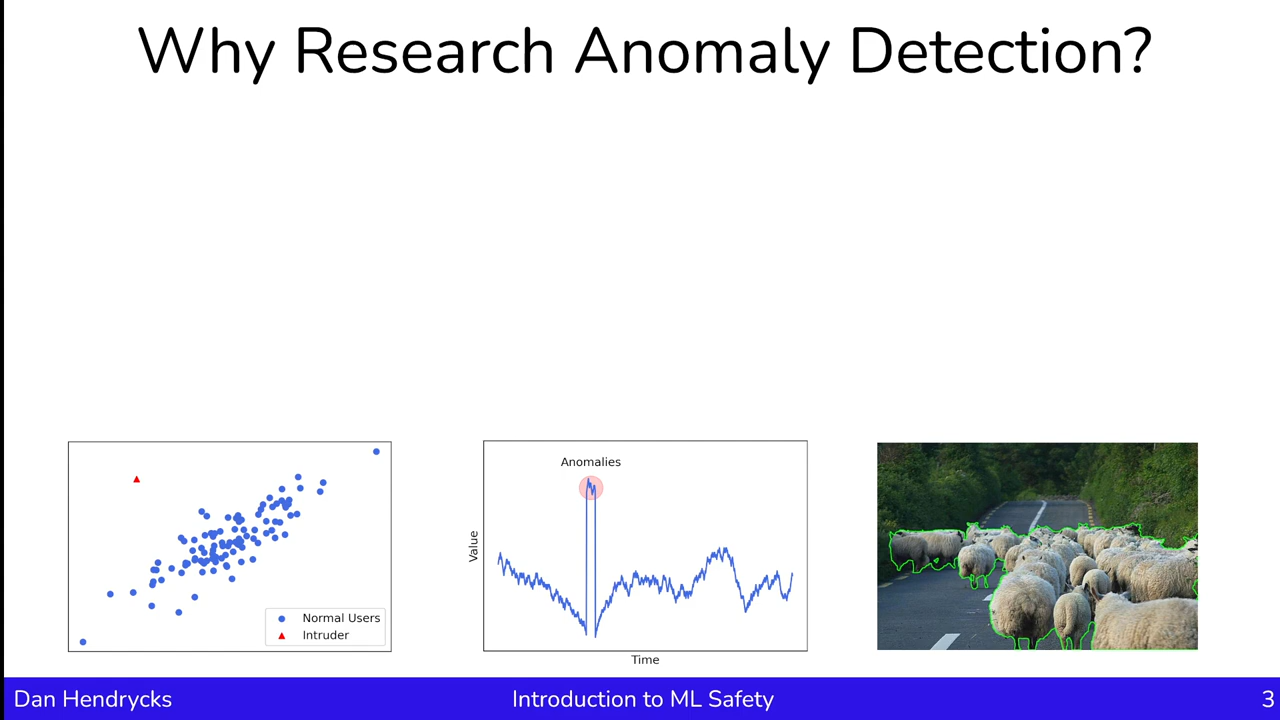 Why Research Anomaly Detection?
Normal Users
Intruder
Anomalies
Value
Time
Dan Hendrycks
Introduction to ML Safety
3